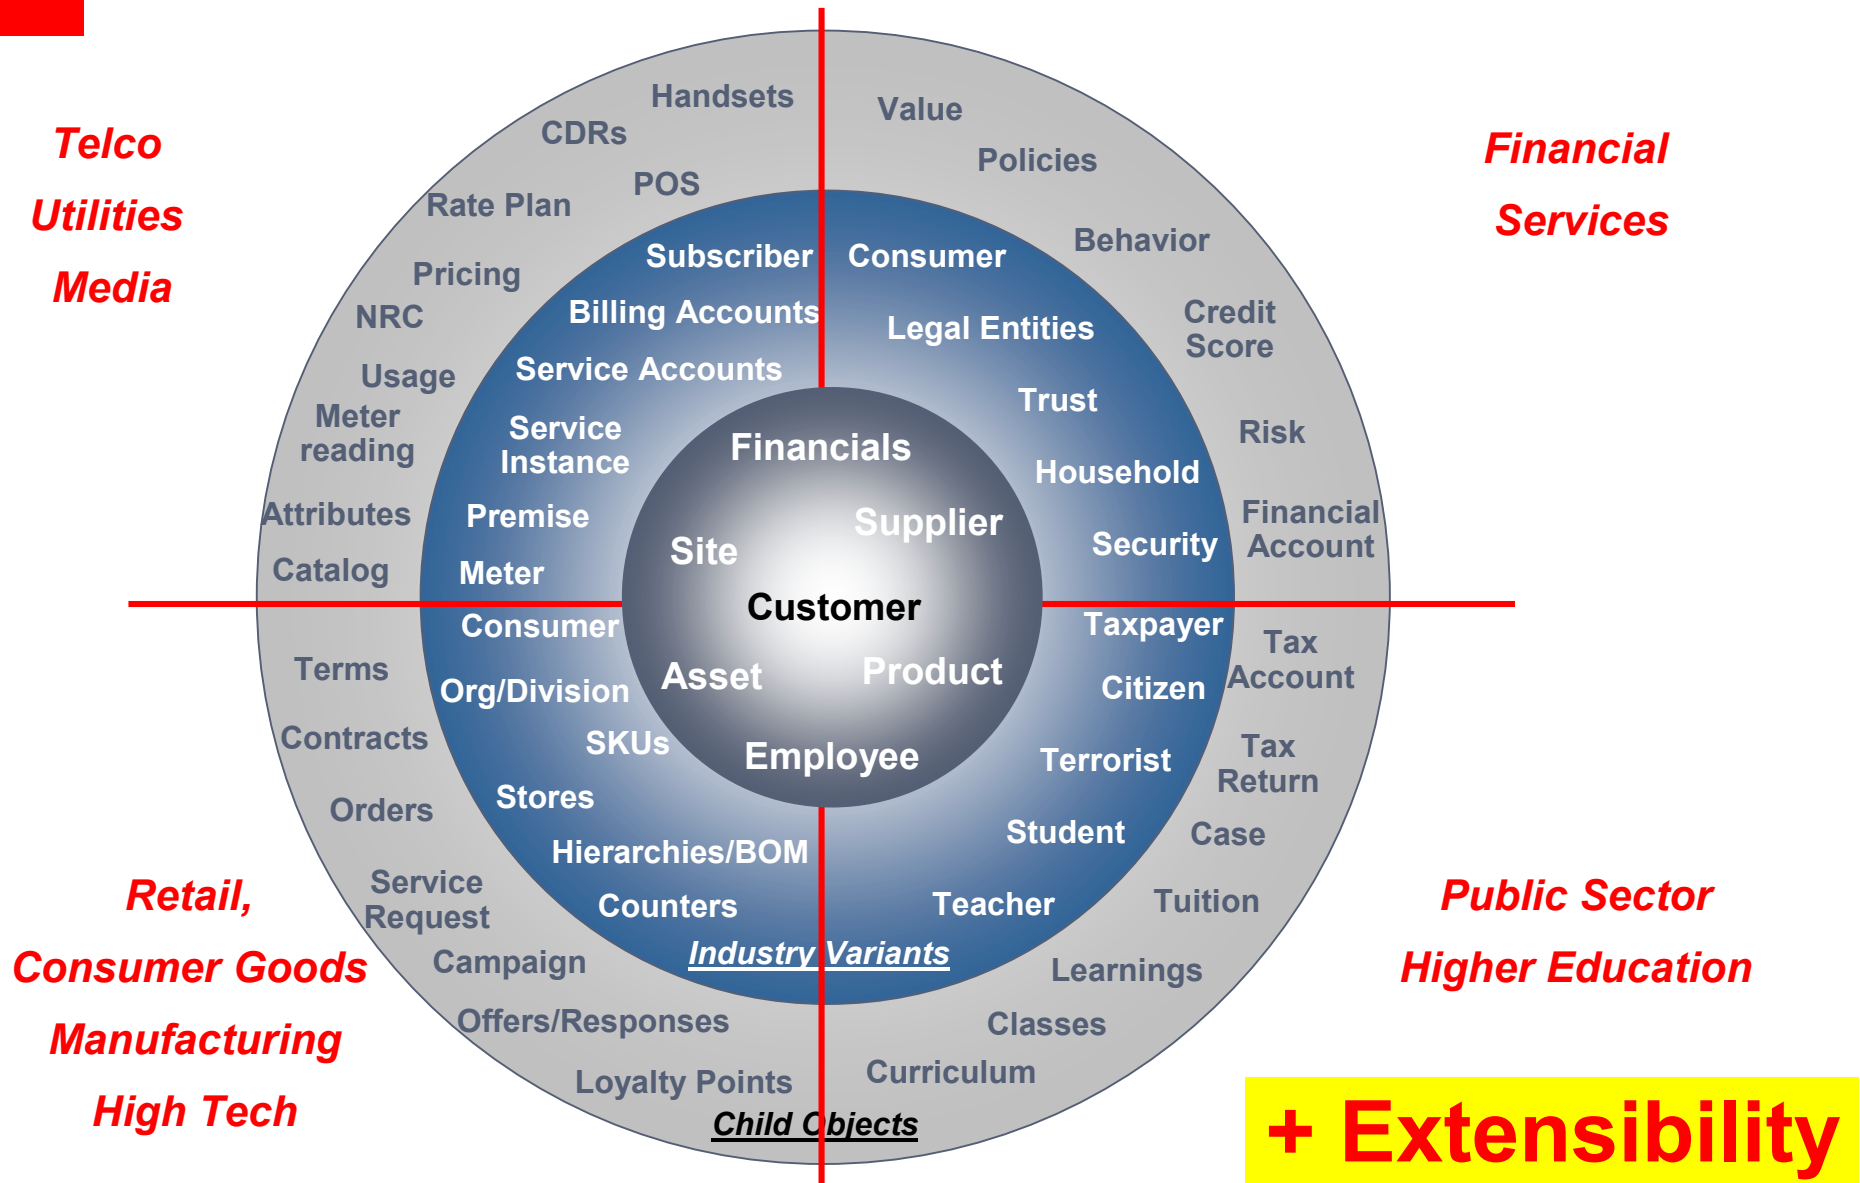 Telco
Utilities
Media
Financial
Services
Handsets
CDRs
POS
Rate Plan
Pricing
NRC
Usage
Meter
reading
Attributes
Catalog
Value
Policies
Behavior
Credit
Score
Risk
Financial
Account
Subscriber
Billing Accounts
Service Accounts
Service
Instance
Premise
Meter
Consumer
Legal Entities
Trust
Household
Security
Financials
Supplier
Site
Customer
Asset
Product
Employee
Consumer
Org/Division
SKUs
Stores
Hierarchies/BOM
Counters
Taxpayer
Citizen
Terrorist
Student
Teacher
Industry Variants
Terms
Contracts
Orders
Service
Request
Campaign
Offers/Responses
Loyalty Points
Tax
Account
Tax
Return
Case
Tuition
Learnings
Classes
Curriculum
Child Objects
Retail,
Consumer Goods
Manufacturing
High Tech
Public Sector
Higher Education
+ Extensibility